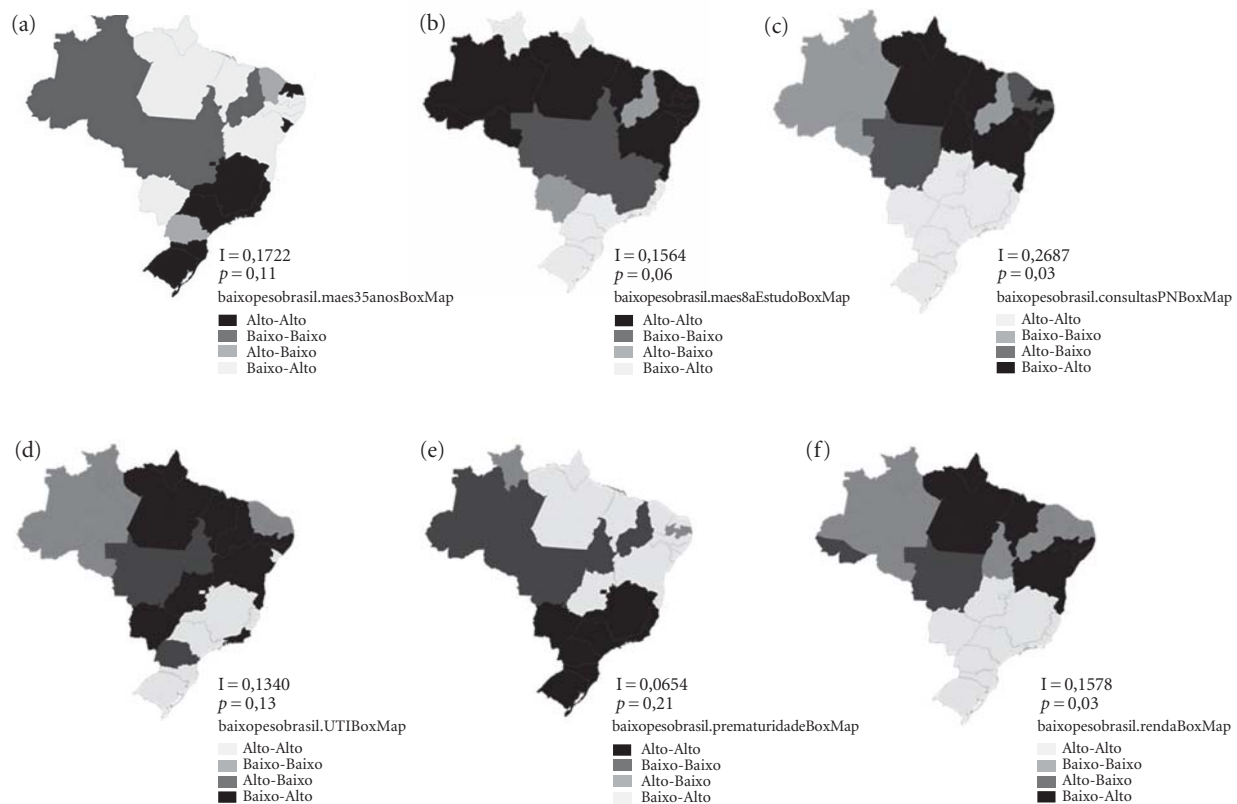 (a)
I = 0,1722
p = 0,11
baixopesobrasil.maes35anosBoxMap
Alto-Alto
Baixo-Baixo
Alto-Baixo
Baixo-Alto
(b)
I = 0,1564
p = 0,06
baixopesobrasil.maes8aEstudoBoxMap
Alto-Alto
Baixo-Baixo
Alto-Baixo
Baixo-Alto
(c)
I = 0,2687
p = 0,03
baixopesobrasil.consultasPNBoxMap
Alto-Alto
Baixo-Baixo
Alto-Baixo
Baixo-Alto
(d)
I = 0,1340
p = 0,13
baixopesobrasil.UTIBoxMap
Alto-Alto
Baixo-Baixo
Alto-Baixo
Baixo-Alto
(e)
I = 0,0654
p = 0,21
baixopesobrasil.prematuridadeBoxMap
Alto-Alto
Baixo-Baixo
Alto-Baixo
Baixo-Alto
(f)
I = 0,1578
p = 0,03
baixopesobrasil.rendaBoxMap
Alto-Alto
Baixo-Baixo
Alto-Baixo
Baixo-Alto